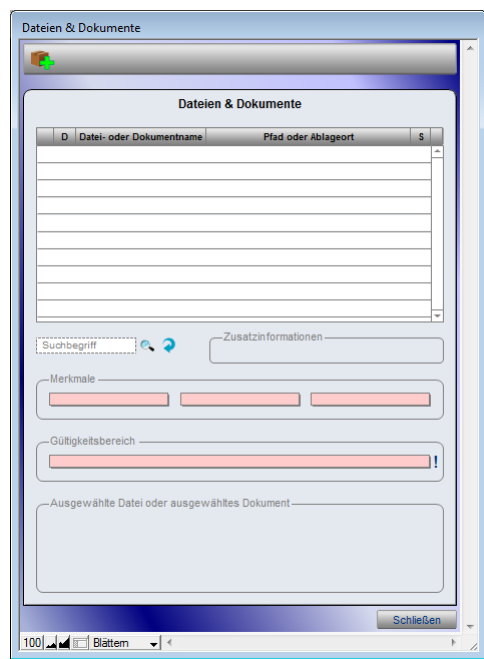 Dateien & Dokumente
Dateien & Dokumente
D Datei- oder Dokumentname Pfad oder Ablageort S
Suchbegriff
Zusatzinformationen
Merkmale
Gültigkeitsbereich
!
Ausgewählte Datei oder ausgewähltes Dokument
Schließen
100 Blättern